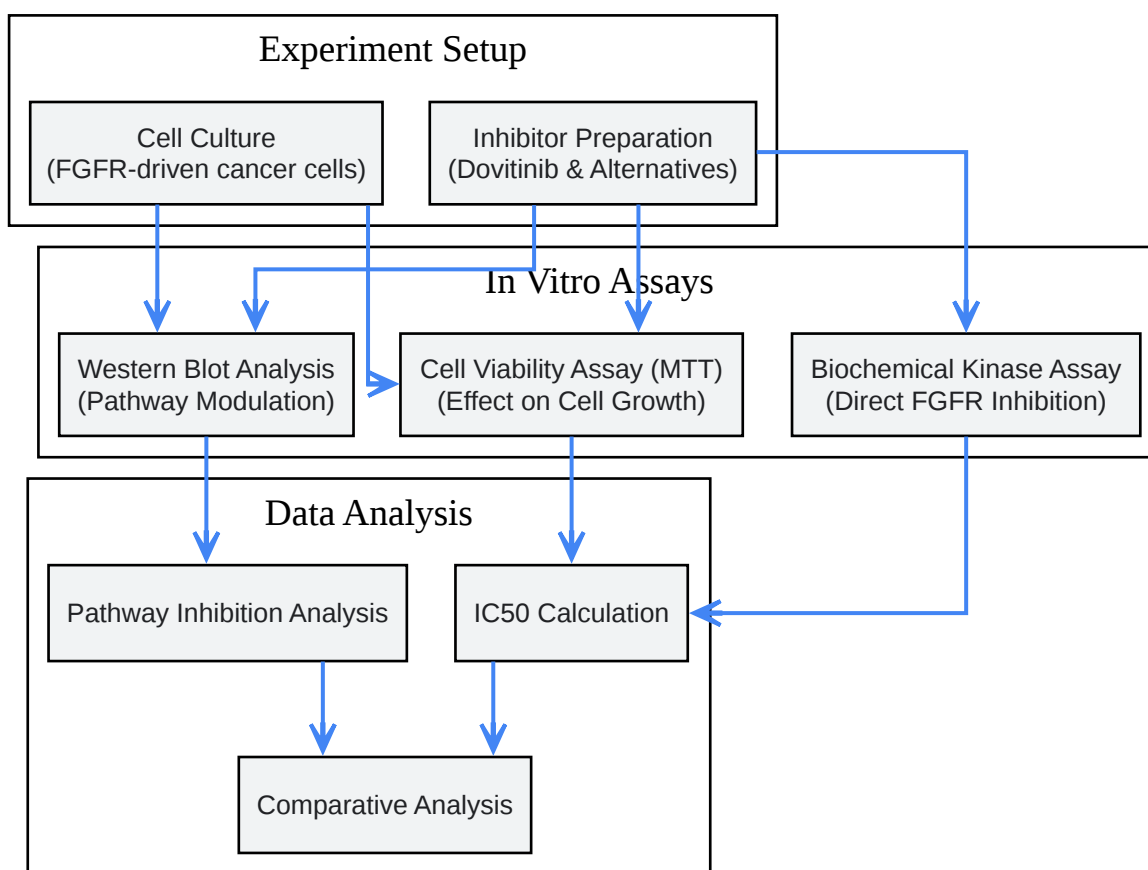 Experiment Setup
Cell Culture
(FGFR-driven cancer cells)
Inhibitor Preparation
(Dovitinib & Alternatives)
In Vitro Assays
Western Blot Analysis
(Pathway Modulation)
Cell Viability Assay (MTT)
(Effect on Cell Growth)
Biochemical Kinase Assay
(Direct FGFR Inhibition)
Data Analysis
Pathway Inhibition Analysis
IC50 Calculation
Comparative Analysis